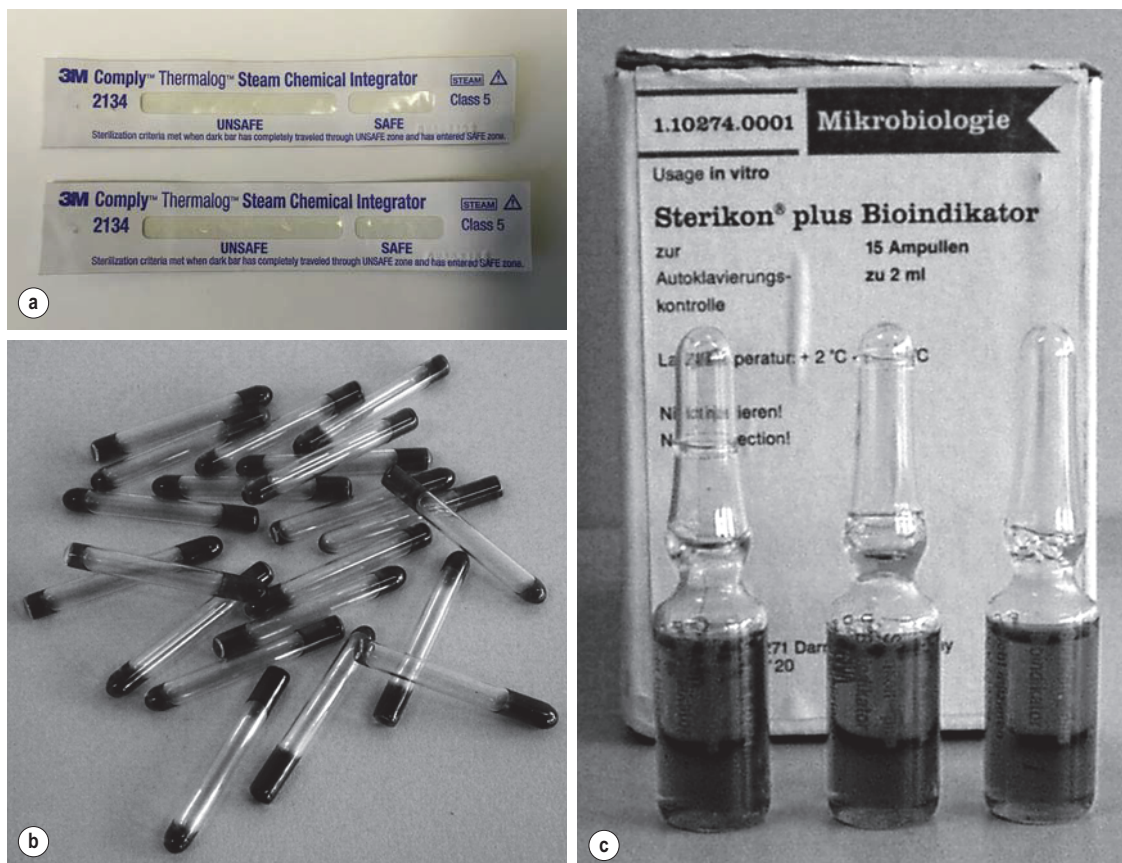 3M Comply™ Thermalog™ Steam Chemical Integrator
STEAM
2134
Class 5
UNSAFE SAFE
Sterilization criteria met when dark bar has completely traveled through UNSAFE zone and has entered SAFE zone.
3M Comply™ Thermalog™ Steam Chemical Integrator
STEAM
2134
Class 5
UNSAFE SAFE
Sterilization criteria met when dark bar has completely traveled through UNSAFE zone and has entered SAFE zone.
a
b
1.10274.0001 Mikrobiologie
Usage in vitro
Sterikon® plus Bioindikator
zur 15 Ampullen
Autoklavierungs- zu 2 ml
kontrolle
+ 2 °C
c